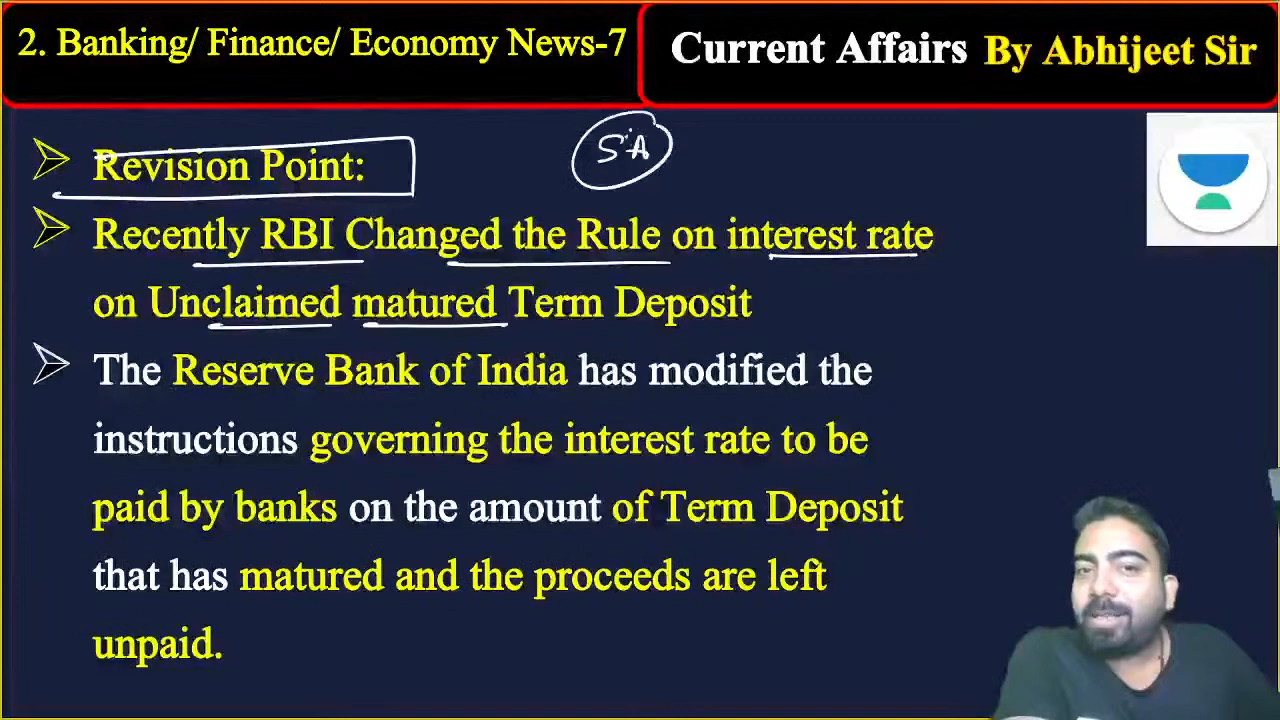 2. Banking/ Finance/ Economy News-7
Current Affairs By Abhijeet Sir
Revision Point:
SA
Recently RBI Changed the Rule on interest rate
on Unclaimed matured Term Deposit
The Reserve Bank of India has modified the
instructions governing the interest rate to be
paid by banks on the amount of Term Deposit
that has matured and the proceeds are left
unpaid.